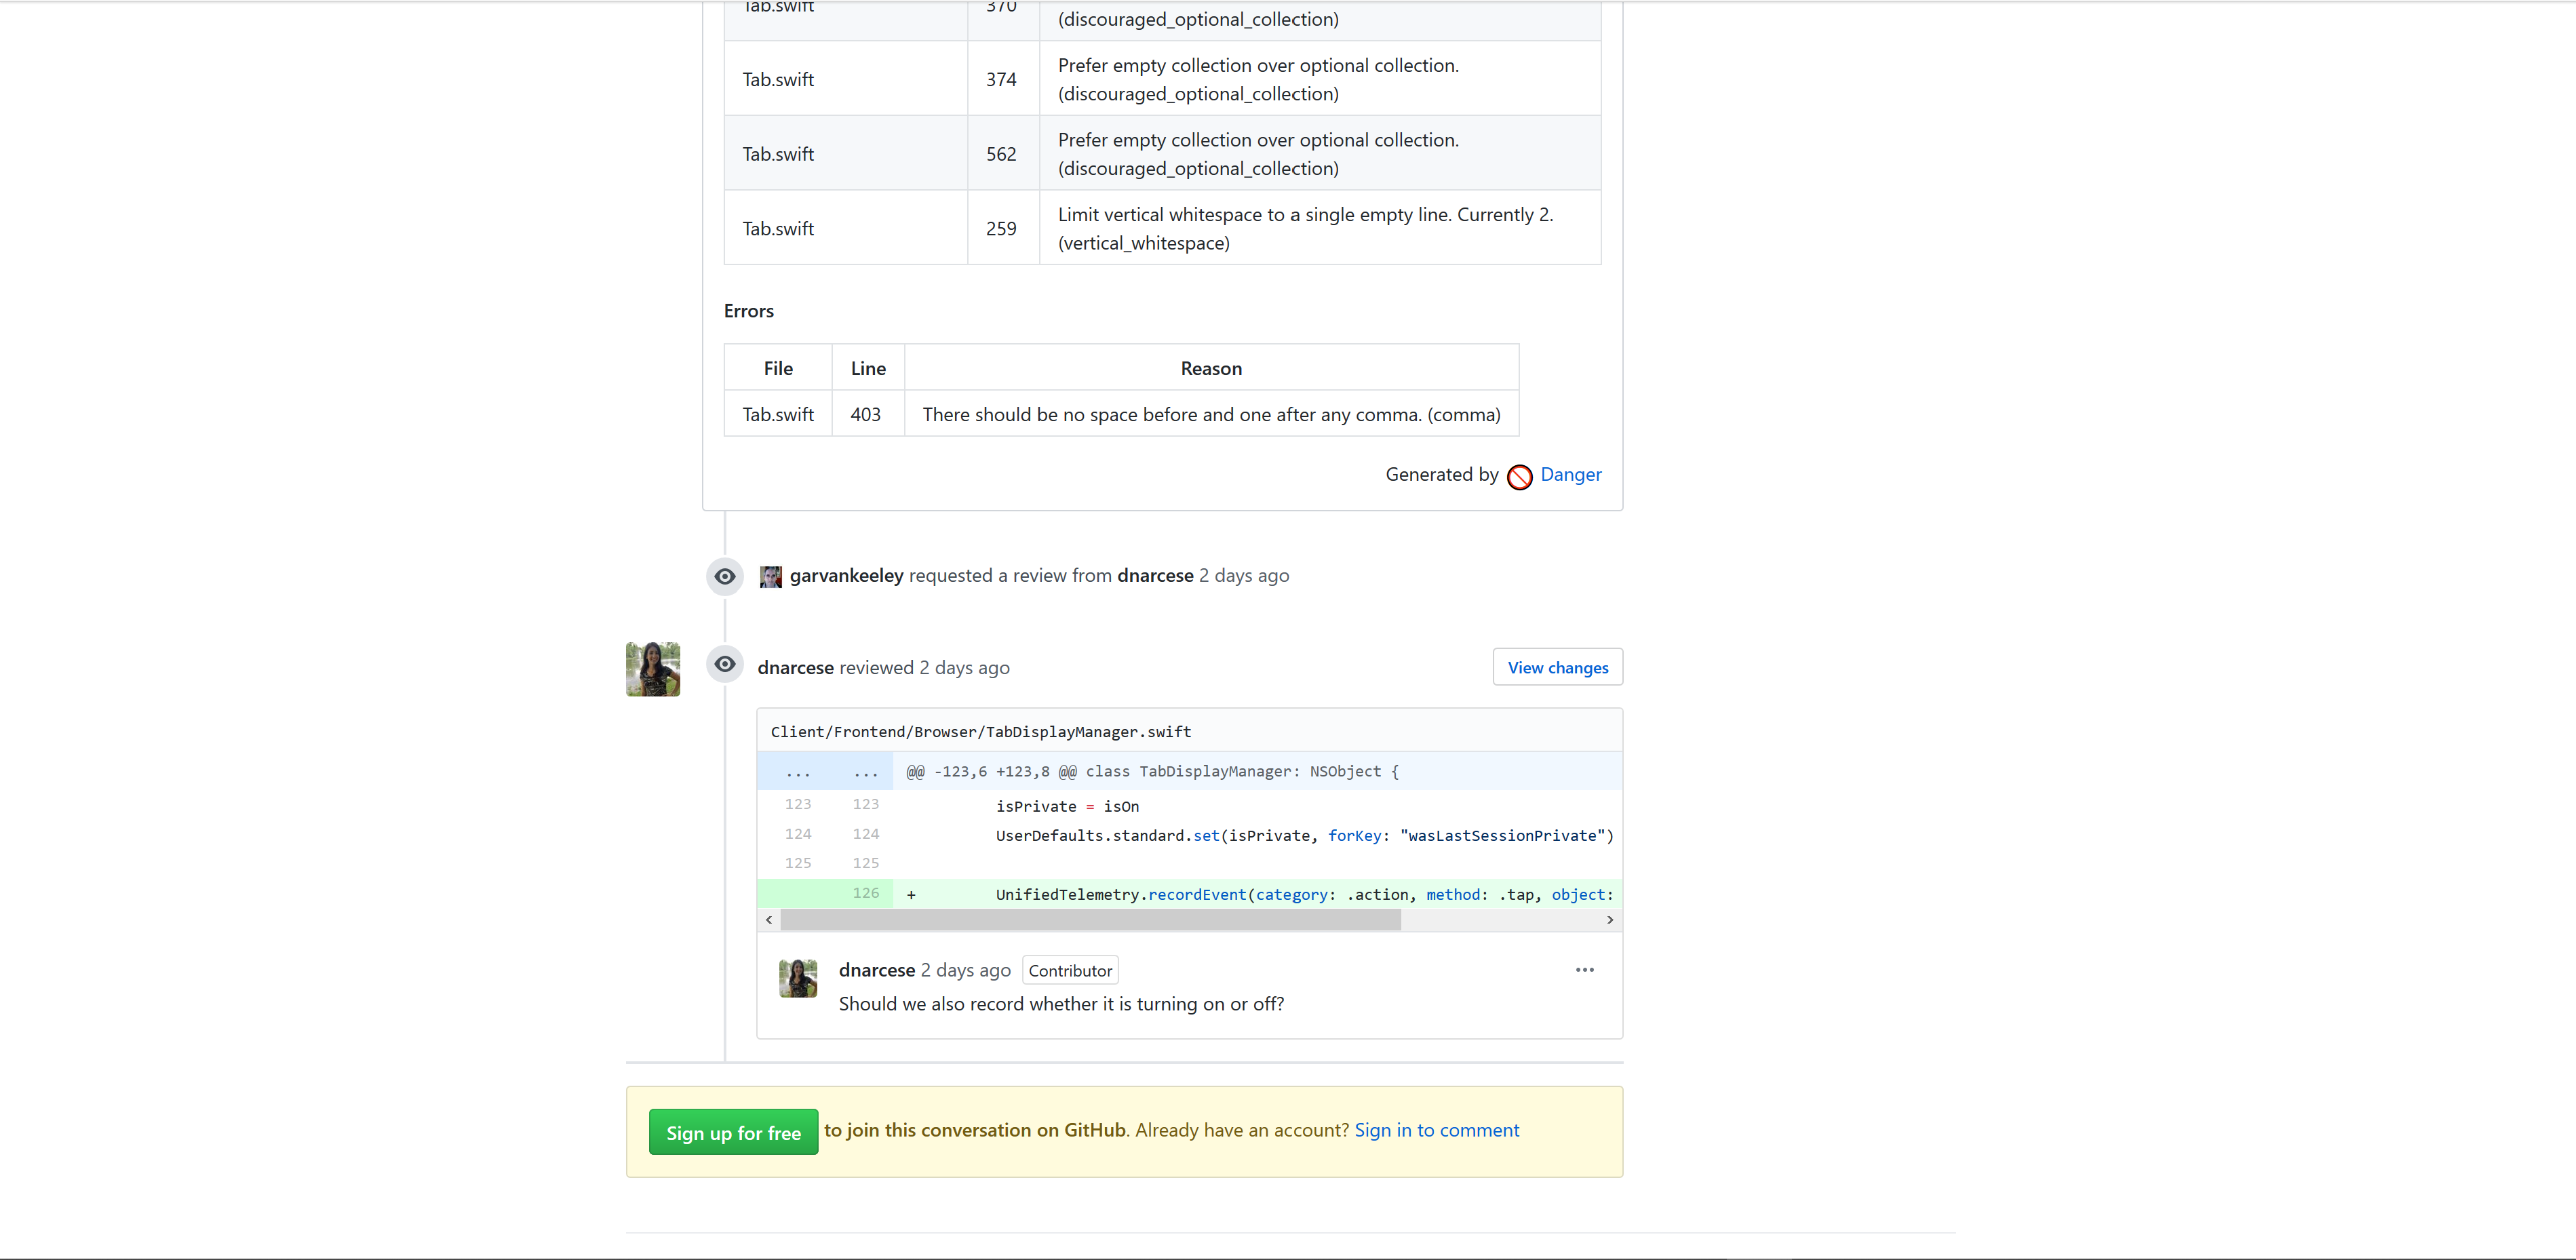 Tab.swift 370
(discouraged_optional_collection)
Prefer empty collection over optional collection.
Tab.swift 374
(discouraged_optional_collection)
Prefer empty collection over optional collection.
Tab.swift 562
(discouraged_optional_collection)
Limit vertical whitespace to a single empty line. Currently 2.
Tab.swift 259
(vertical_whitespace)
Errors
File Line Reason
Tab.swift 403 There should be no space before and one after any comma. (comma)
Generated by 🚫 Danger
garvankeeley requested a review from dnarcese 2 days ago
dnarcese reviewed 2 days ago View changes
Client/Frontend/Browser/TabDisplayManager.swift
... ... @@ -123,6 +123,8 @@ class TabDisplayManager: NSObject {
123 123 isPrivate = isOn
124 124 UserDefaults.standard.set(isPrivate, forKey: "wasLastSessionPrivate")
125 125
126 + UnifiedTelemetry.recordEvent(category: .action, method: .tap, object:
dnarcese 2 days ago Contributor
Should we also record whether it is turning on or off?
Sign up for free to join this conversation on GitHub. Already have an account? Sign in to comment